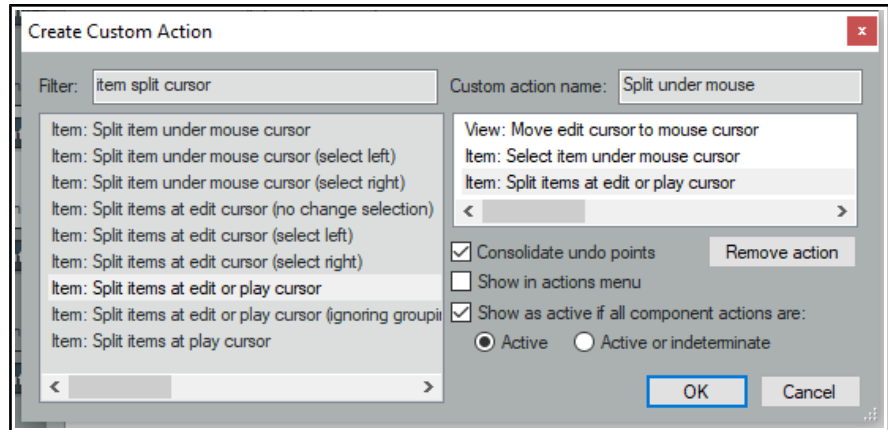 Create Custom Action
x
Filter: item split cursor
Custom action name: Split under mouse
Item: Split item under mouse cursor
Item: Split item under mouse cursor (select left)
Item: Split item under mouse cursor (select right)
Item: Split items at edit cursor (no change selection)
Item: Split items at edit cursor (select left)
Item: Split items at edit cursor (select right)
Item: Split items at edit or play cursor
Item: Split items at edit or play cursor (ignoring groupi
Item: Split items at play cursor
View: Move edit cursor to mouse cursor
Item: Select item under mouse cursor
Item: Split items at edit or play cursor
Consolidate undo points
Remove action
Show in actions menu
Show as active if all component actions are:
Active Active or indeterminate
OK Cancel